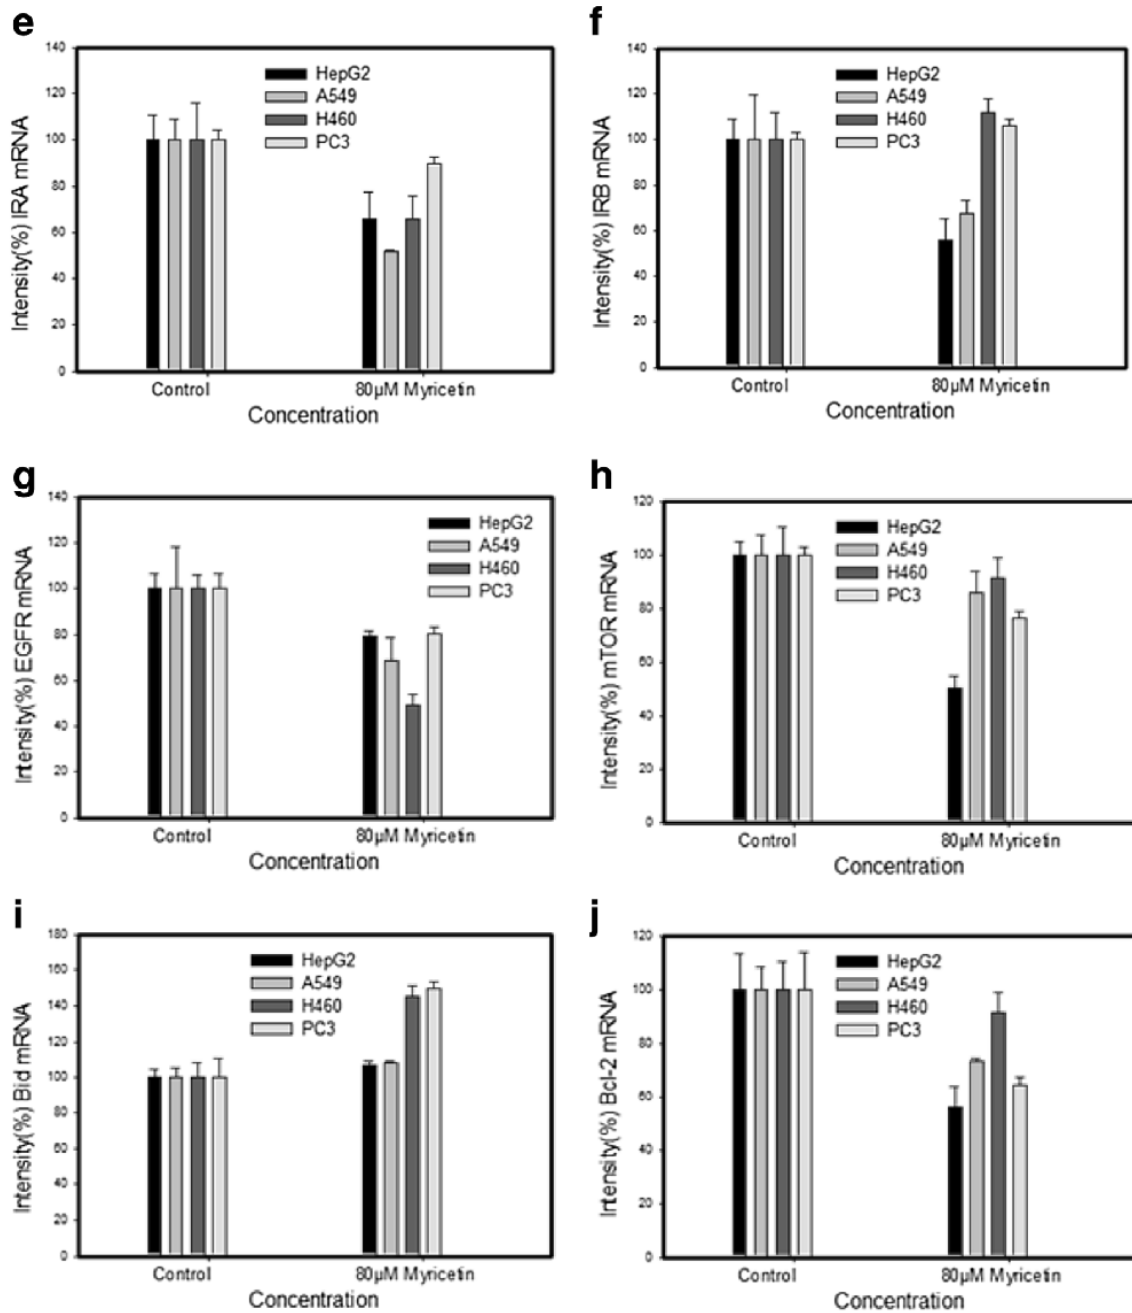 e
140
120
100
80
60
40
20
0
Intensity(%) IRA mRNA
HepG2
A549
H460
PC3
Control
80µM Myricetin
Concentration
f
140
120
100
80
60
40
20
0
Intensity(%) IRB mRNA
HepG2
A549
H460
PC3
Control
80µM Myricetin
Concentration
g
140
120
100
80
60
40
20
0
Intensity(%) EGFR mRNA
HepG2
A549
H460
PC3
Control
80µM Myricetin
Concentration
h
120
100
80
60
40
20
0
Intensity(%) mTOR mRNA
HepG2
A549
H460
PC3
Control
80µM Myricetin
Concentration
i
180
160
140
120
100
80
60
40
20
0
Intensity(%) Bid mRNA
HepG2
A549
H460
PC3
Control
80µM Myricetin
Concentration
j
120
100
80
60
40
20
0
Intensity(%) Bcl-2 mRNA
HepG2
A549
H460
PC3
Control
80µM Myricetin
Concentration